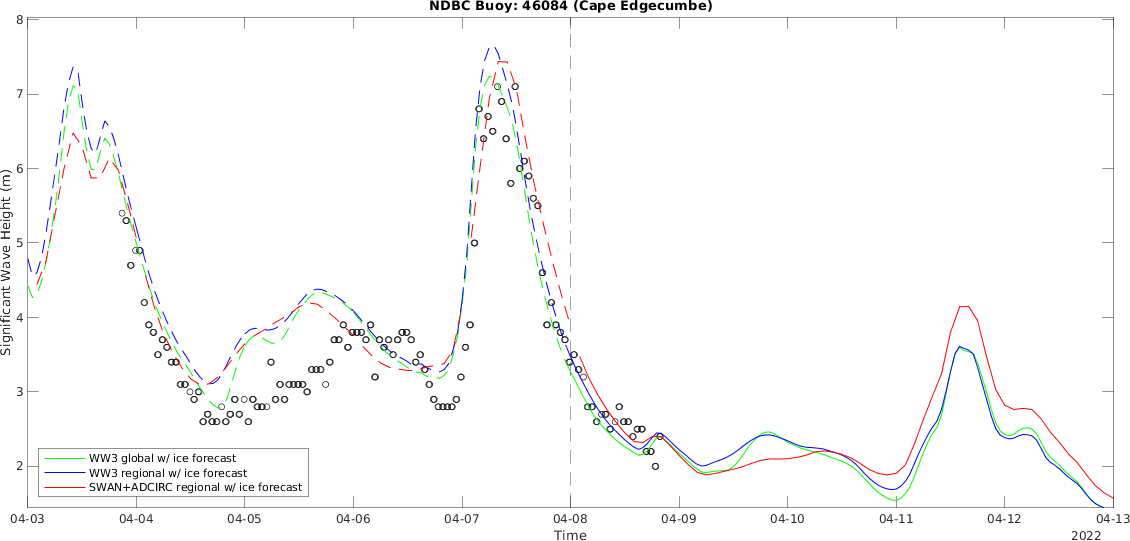 NDBC Buoy: 46084 (Cape Edgecumbe)
8
7
6
5
4
3
2
Significant Wave Height (m)
WW3 global w/ ice forecast
WW3 regional w/ ice forecast
SWAN+ADCIRC regional w/ ice forecast
04-03 04-04 04-05 04-06 04-07 04-08 04-09 04-10 04-11 04-12 04-13
Time
2022